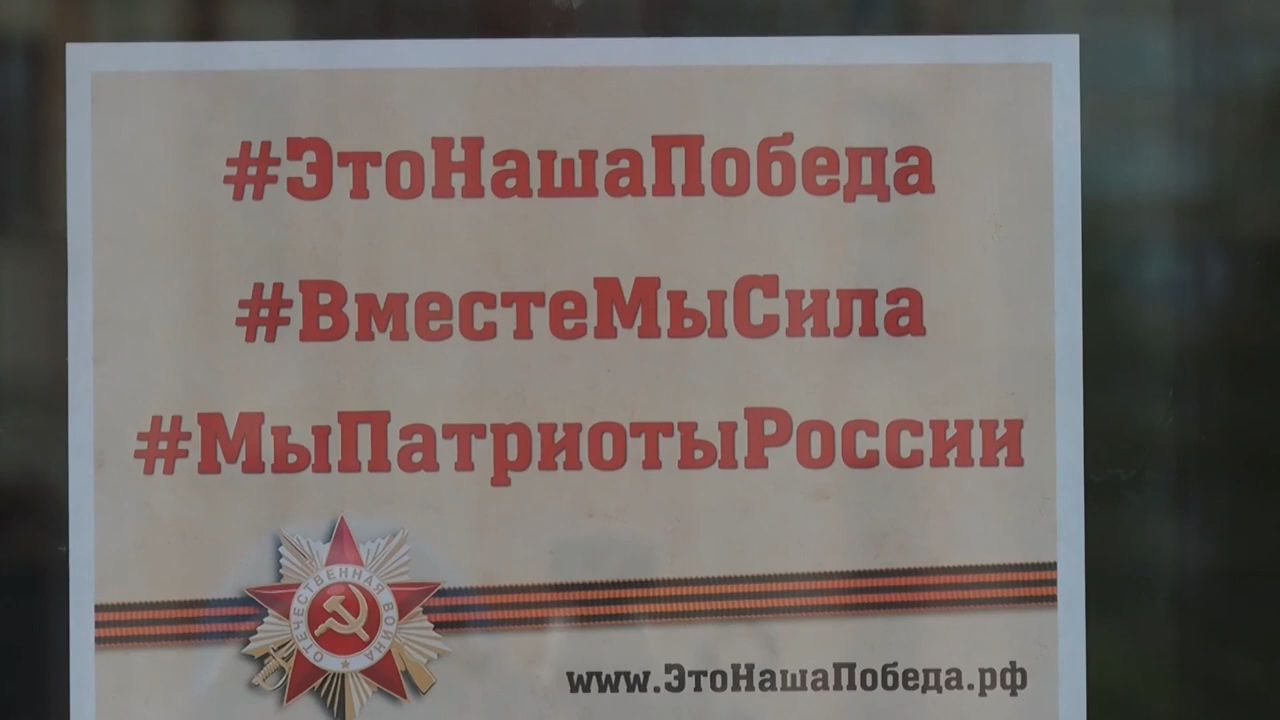 #ЭтоНашаПобеда
#ВместеМыСила
#МыПатриотыРоссии
ОТЕЧЕСТВЕННАЯ ВОЙНА
www.ЭтоНашаПобеда.рф